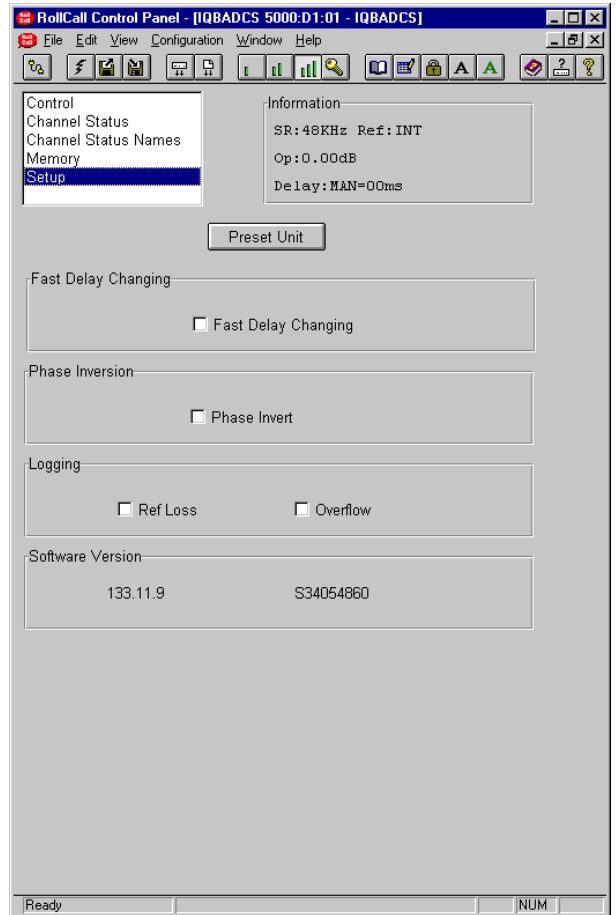 RollCall Control Panel - [IQBADCS 5000:D1:01 - IQBADCS]
File Edit View Configuration Window Help
A A
Control
Channel Status
Channel Status Names
Memory
Setup
Information
SR:48KHz Ref:INT
Op:0.00dB
Delay:MAN=00ms
Preset Unit
Fast Delay Changing
Fast Delay Changing
Phase Inversion
Phase Invert
Logging
Ref Loss Overflow
Software Version
133.11.9 S34054860
Ready NUM